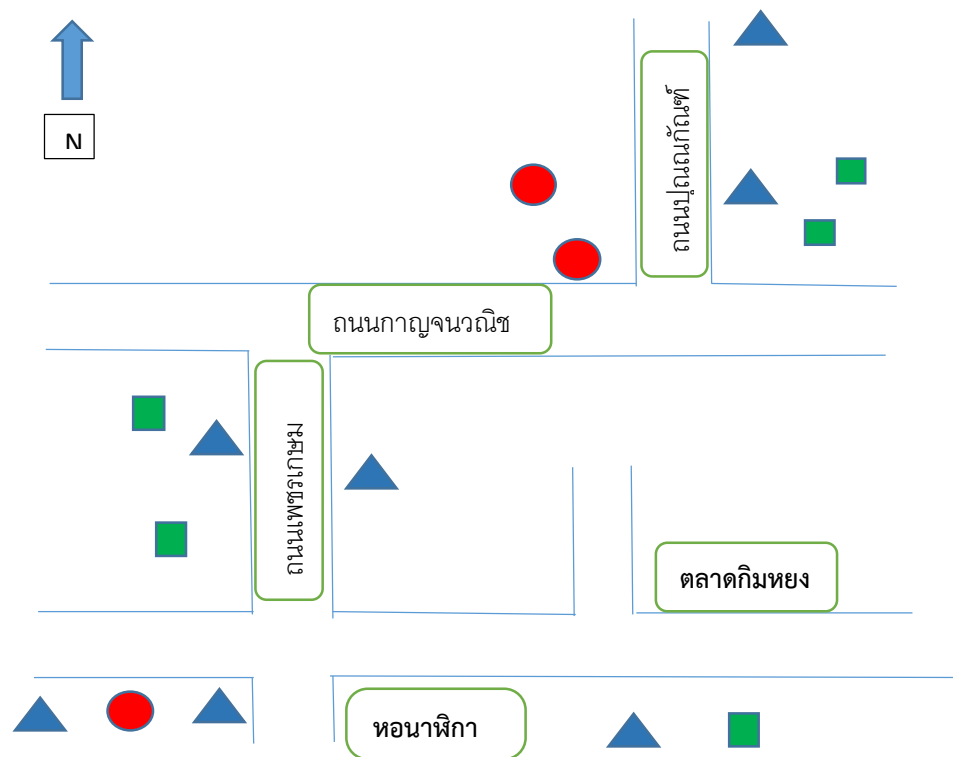 N
ถนนปุณณกัณฑ์
ถนนกาญจนวณิช
ถนนเพชรเกษม
ตลาดกิมหยง
หอนาฬิกา